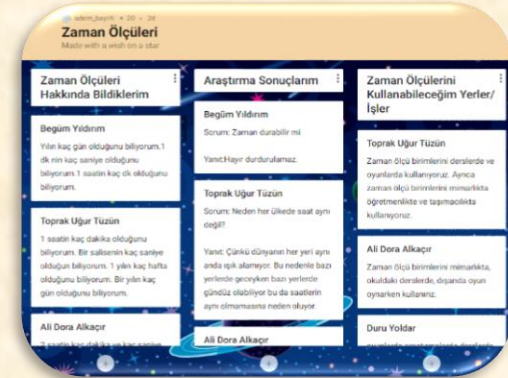 Zaman Ölçüleri
Made with a wish on a star
Zaman Ölçüleri
Hakkında Bildiklerim
Begüm Yıldırım
Yılın kaç gün olduğunu biliyorum.1
dk nin kaç saniye olduğunu
biliyorum.1 saatin kaç dk olduğunu
biliyorum.
Toprak Uğur Tüzün
1 saatin kaç dakika olduğunu
biliyorum. Bir salisenin kaç saniye
olduğun biliyorum. 1 yılın kaç hafta
olduğunu biliyorum. Bir yılın kaç
gün olduğunu biliyorum.
Ali Dora Alkaçır
Araştırma Sonuçlarım
Begüm Yıldırım
Sorum: Zaman durabilir mi
Yanıt:Hayır durdurulamaz.
Toprak Uğur Tüzün
Sorum: Neden her ülkede saat aynı
değil?
Yanıt: Çünkü dünyanın her yeri aynı
anda ışık alamıyor. Bu nedenle bazı
yerlerde geceyken bazı yerlerde
gündüz olabiliyor bu da saatlerin
aynı olmamasına neden oluyor.
Ali Dora Alkaçır
Zaman Ölçülerini
Kullanabileceğim Yerler/
İşler
Toprak Uğur Tüzün
Zaman ölçü birimlerini derslerde ve
oyunlarda kullanıyoruz. Ayrıca
zaman ölçü birimlerini mimarlıkta
öğretmenlikte ve taşımacılıkta
kullanıyoruz.
Ali Dora Alkaçır
Zaman ölçü birimlerini mimarlıkta,
okuldaki derslerde, dışarıda oyun
oynarken kullanırız.
Duru Yoldar